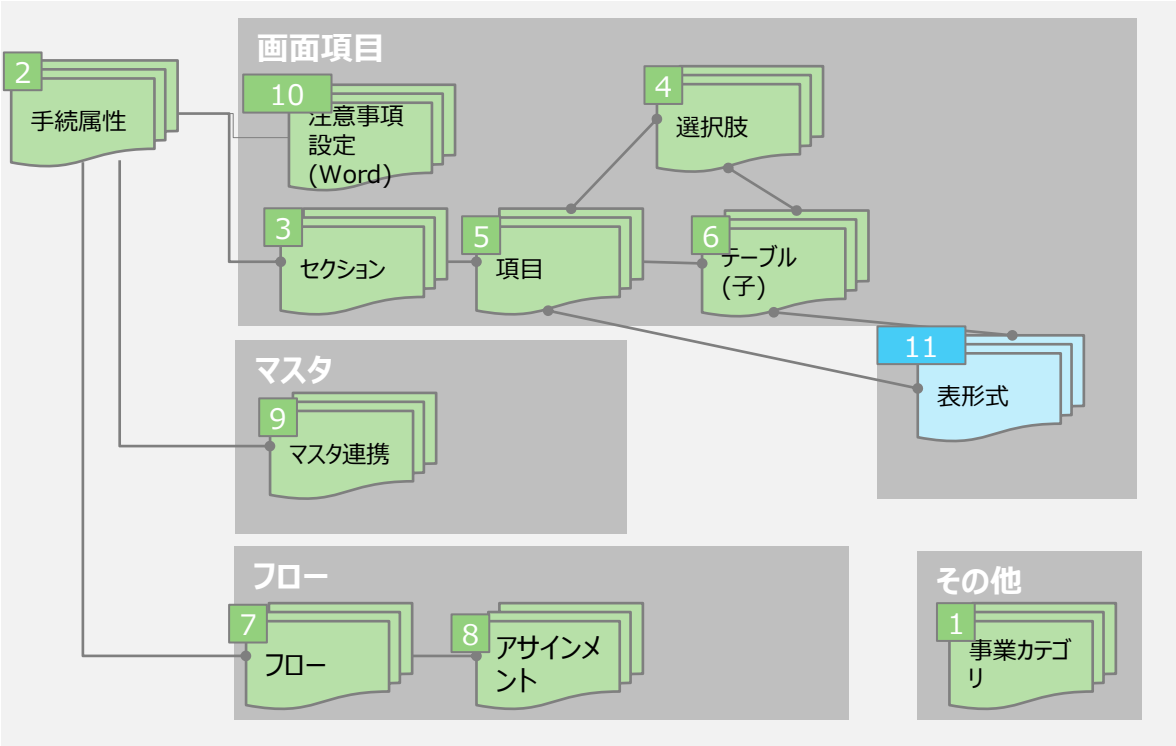 画面項目
2
手続属性
10
注意事項
設定
(Word)
4
選択肢
3
セクション
5
項目
6
テーブル
(子)
11
表形式
マスタ
9
マスタ連携
フロー
7
フロー
8
アサインメ
ント
その他
1
事業カテゴ
リ